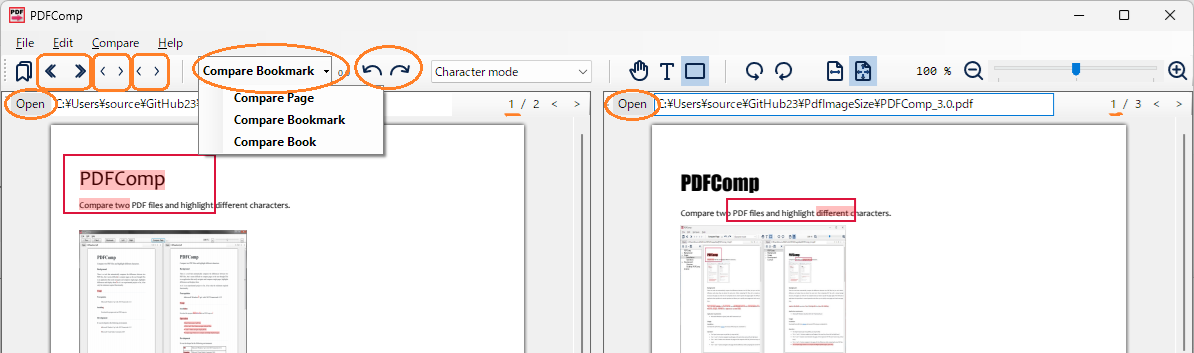 PDFComp
File Edit Compare Help
Compare Bookmark
Character mode
100 %
Compare Page
Compare Bookmark
Compare Book
Open C:¥Users¥source¥GitHub23¥
1 / 2 < >
Open C:¥Users¥source¥GitHub23¥PdfImageSize¥PDFComp_3.0.pdf
1 / 3 < >
PDFComp
Compare two PDF files and highlight different characters.
PDFComp
PDFComp
PDFComp
Compare two PDF files and highlight different characters.